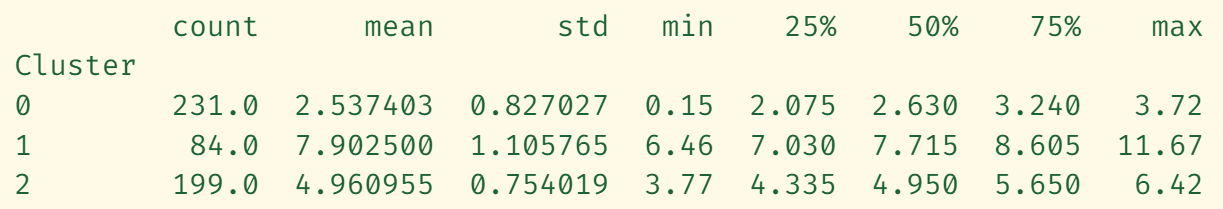 count mean std min 25% 50% 75% max
Cluster
0 231.0 2.537403 0.827027 0.15 2.075 2.630 3.240 3.72
1 84.0 7.902500 1.105765 6.46 7.030 7.715 8.605 11.67
2 199.0 4.960955 0.754019 3.77 4.335 4.950 5.650 6.42